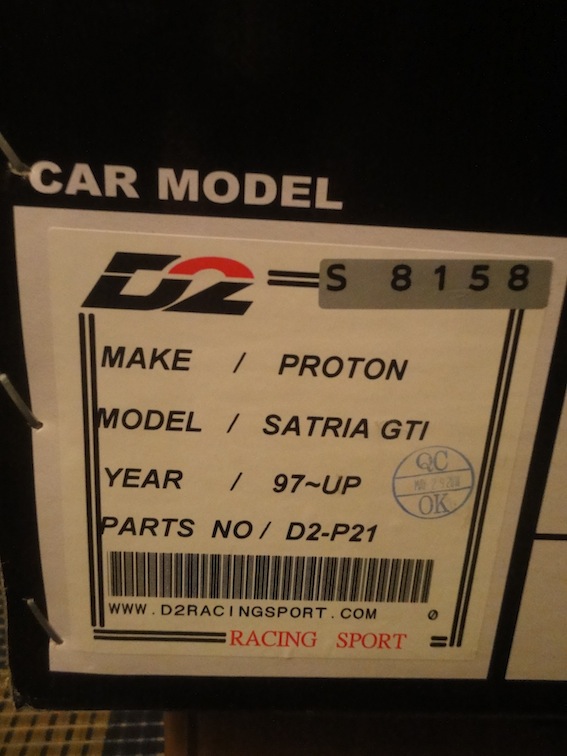 CAR MODEL
D2
S 8158
MAKE / PROTON
MODEL / SATRIA GTI
YEAR / 97~UP
QC
OK
PARTS NO / D2-P21
WWW.D2RACINGSPORT.COM
RACING SPORT